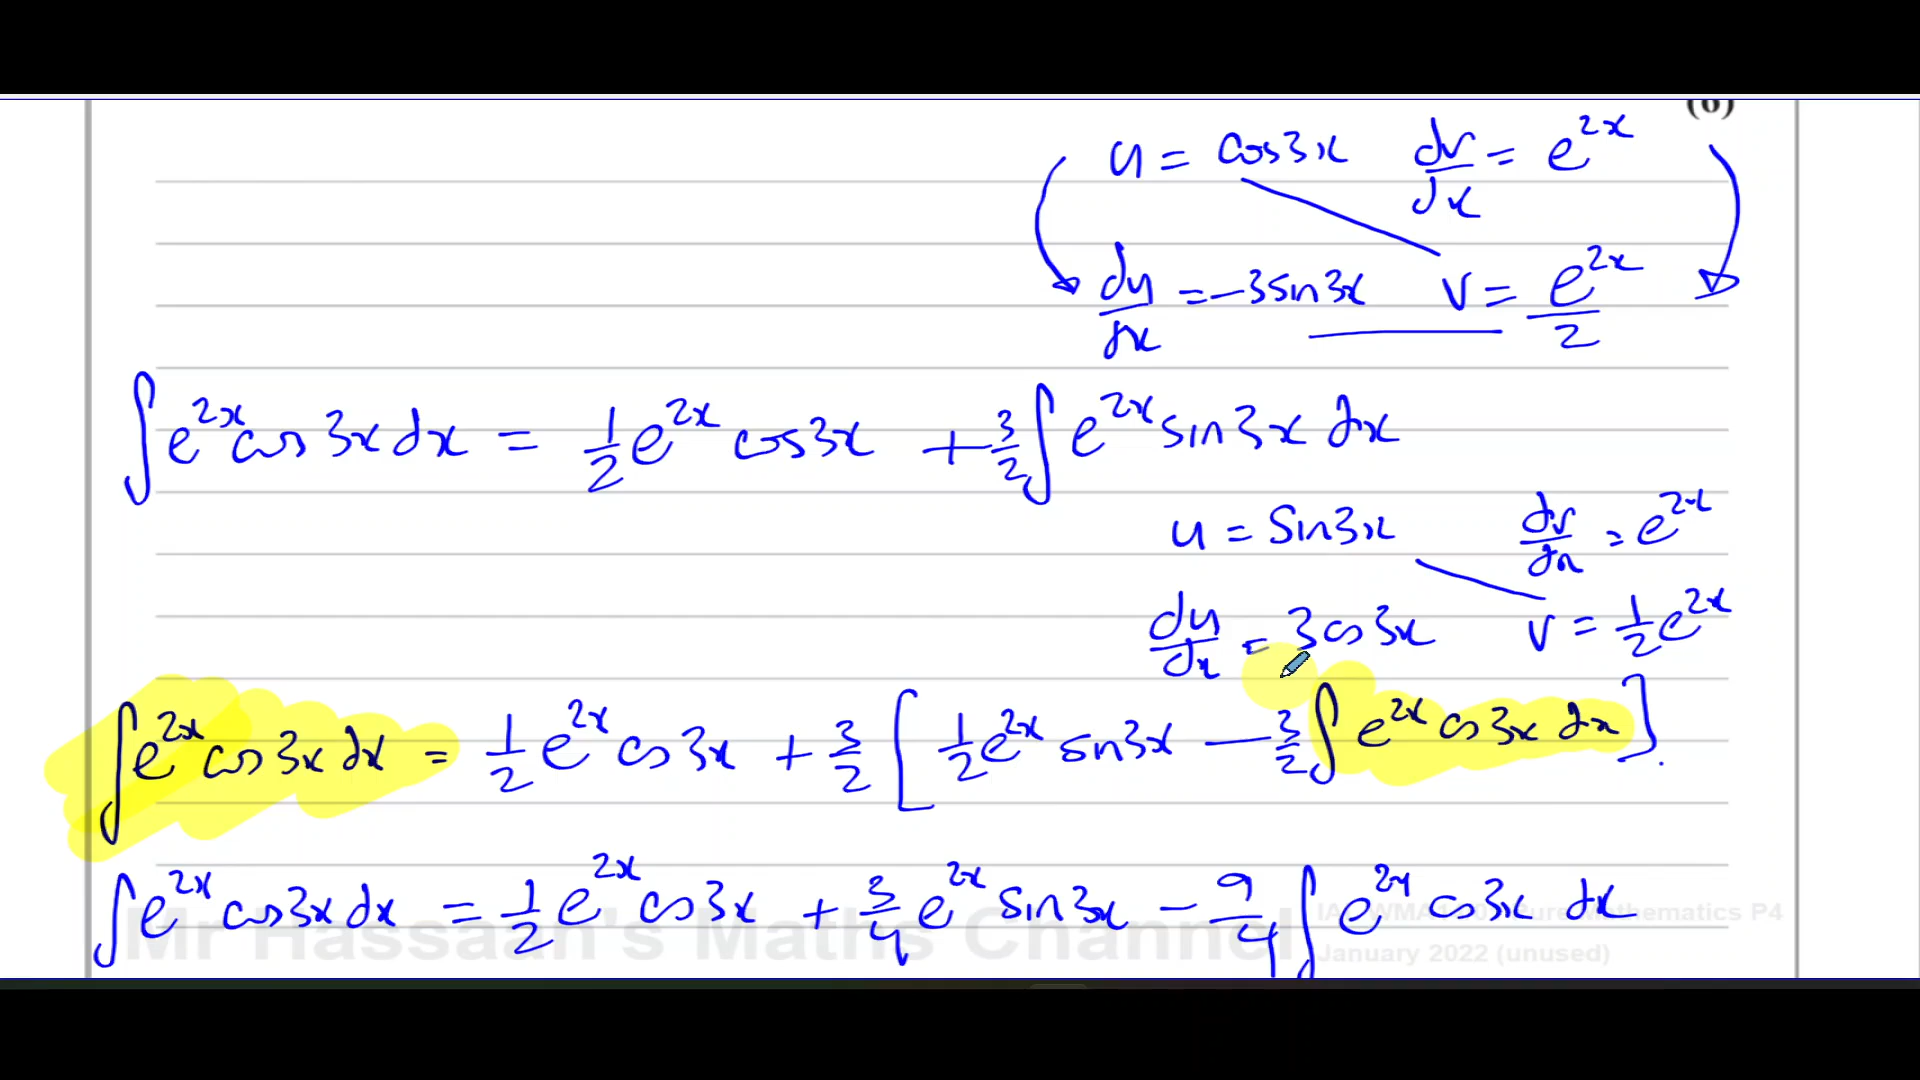 (6)
u = cos3x dv/dx = e^2x
du/dx = -3sin3x v = e^2x/2
∫e^2x cos3x dx = 1/2 e^2x cos3x + 3/2 ∫e^2x sin3x dx
u = Sin3x dv/dx = e^2x
du/dx = 3cos3x v = 1/2 e^2x
∫e^2x cos3x dx = 1/2 e^2x cos3x + 3/2 [1/2 e^2x sin3x - 3/2 ∫e^2x cos3x dx].
∫e^2x cos3x dx = 1/2 e^2x cos3x + 3/4 e^2x sin3x - 9/4 ∫e^2x cos3x dx
Mr Hassaan's Maths Channel
Mathematics P4
January 2022 (unused)